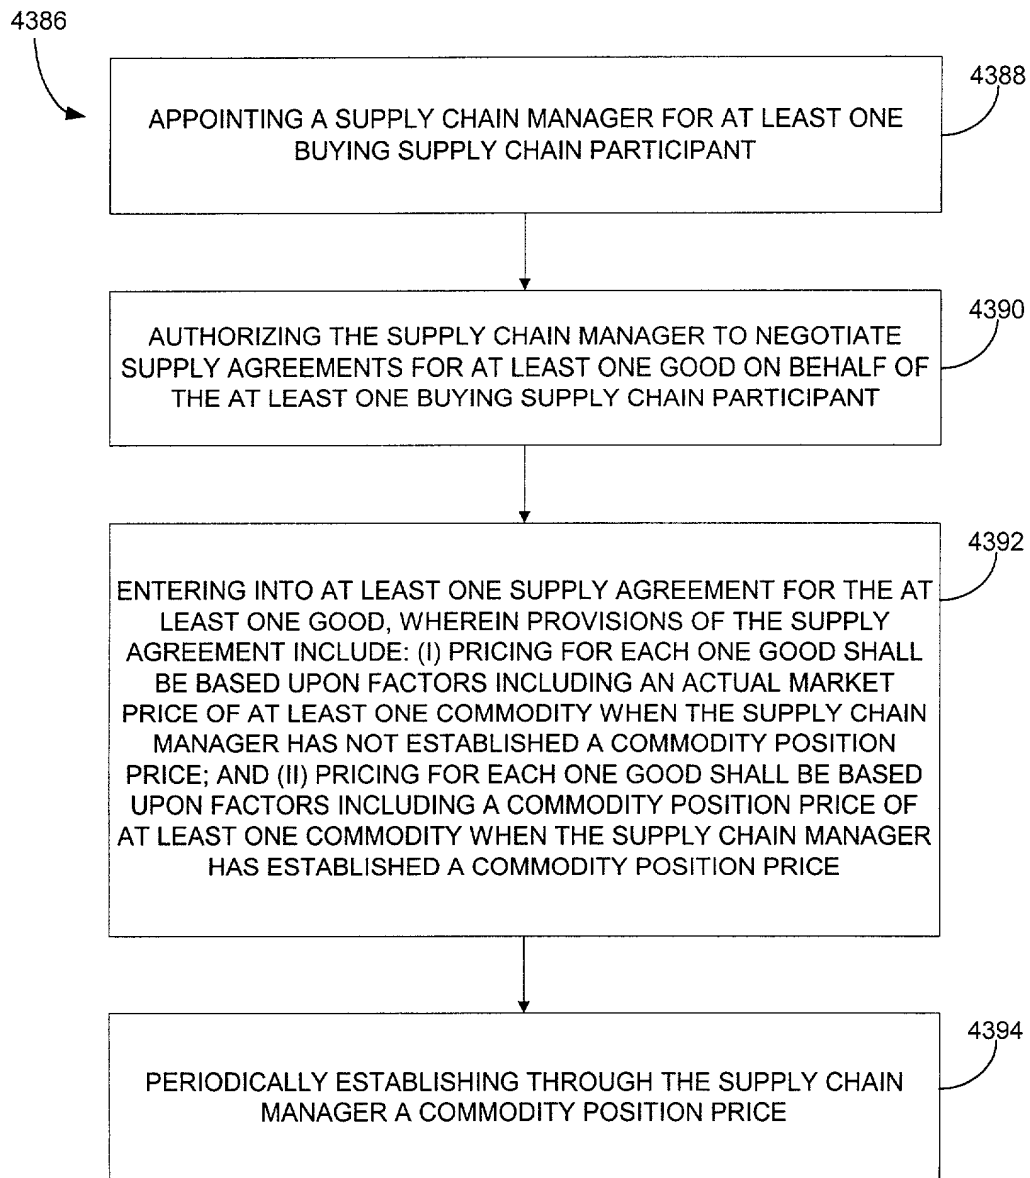 4386
4388
APPOINTING A SUPPLY CHAIN MANAGER FOR AT LEAST ONE
BUYING SUPPLY CHAIN PARTICIPANT
4390
AUTHORIZING THE SUPPLY CHAIN MANAGER TO NEGOTIATE
SUPPLY AGREEMENTS FOR AT LEAST ONE GOOD ON BEHALF OF
THE AT LEAST ONE BUYING SUPPLY CHAIN PARTICIPANT
4392
ENTERING INTO AT LEAST ONE SUPPLY AGREEMENT FOR THE AT
LEAST ONE GOOD, WHEREIN PROVISIONS OF THE SUPPLY
AGREEMENT INCLUDE: (I) PRICING FOR EACH ONE GOOD SHALL
BE BASED UPON FACTORS INCLUDING AN ACTUAL MARKET
PRICE OF AT LEAST ONE COMMODITY WHEN THE SUPPLY CHAIN
MANAGER HAS NOT ESTABLISHED A COMMODITY POSITION
PRICE; AND (II) PRICING FOR EACH ONE GOOD SHALL BE BASED
UPON FACTORS INCLUDING A COMMODITY POSITION PRICE OF
AT LEAST ONE COMMODITY WHEN THE SUPPLY CHAIN MANAGER
HAS ESTABLISHED A COMMODITY POSITION PRICE
4394
PERIODICALLY ESTABLISHING THROUGH THE SUPPLY CHAIN
MANAGER A COMMODITY POSITION PRICE